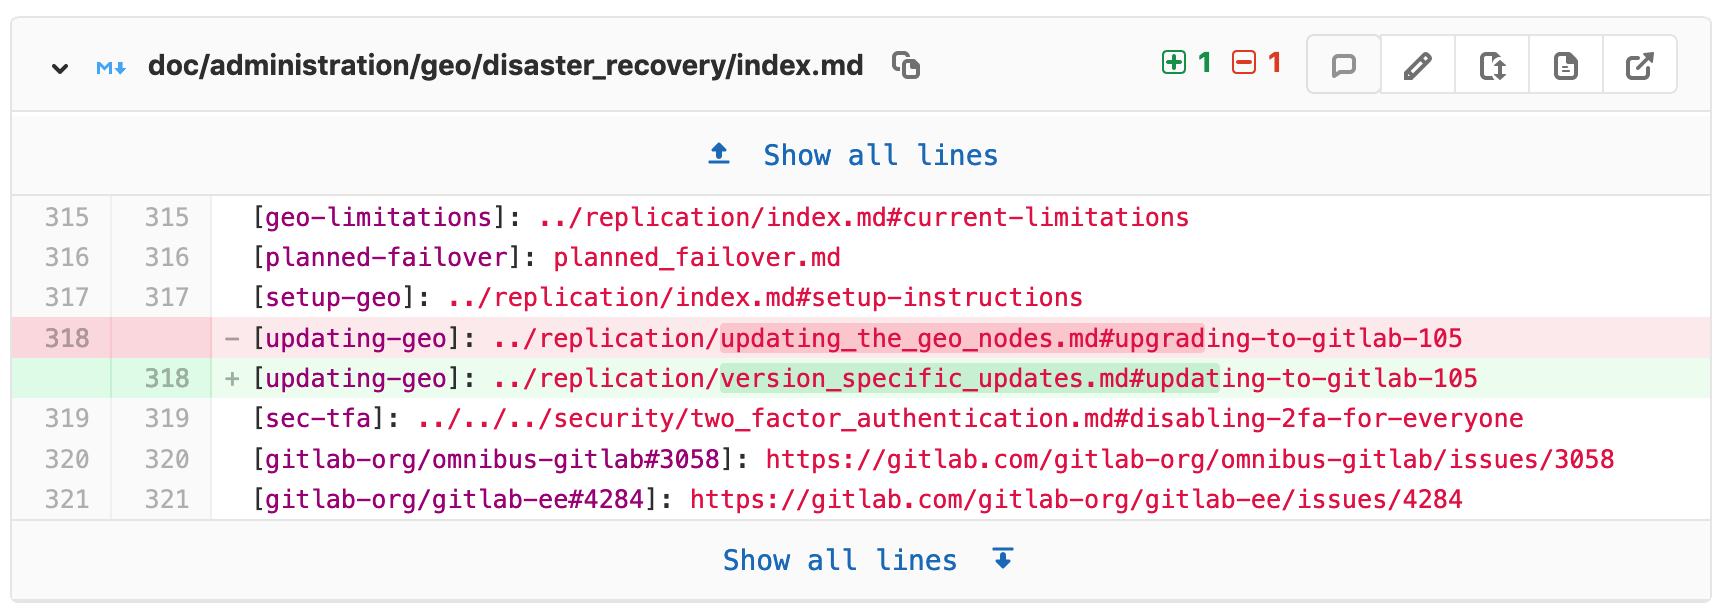 M doc/administration/geo/disaster_recovery/index.md 1 1
Show all lines
315 315 [geo-limitations]: ../replication/index.md#current-limitations
316 316 [planned-failover]: planned_failover.md
317 317 [setup-geo]: ../replication/index.md#setup-instructions
318 - [updating-geo]: ../replication/updating_the_geo_nodes.md#upgrading-to-gitlab-105
318 + [updating-geo]: ../replication/version_specific_updates.md#updating-to-gitlab-105
319 319 [sec-tfa]: ../../../security/two_factor_authentication.md#disabling-2fa-for-everyone
320 320 [gitlab-org/omnibus-gitlab#3058]: https://gitlab.com/gitlab-org/omnibus-gitlab/issues/3058
321 321 [gitlab-org/gitlab-ee#4284]: https://gitlab.com/gitlab-org/gitlab-ee/issues/4284
Show all lines